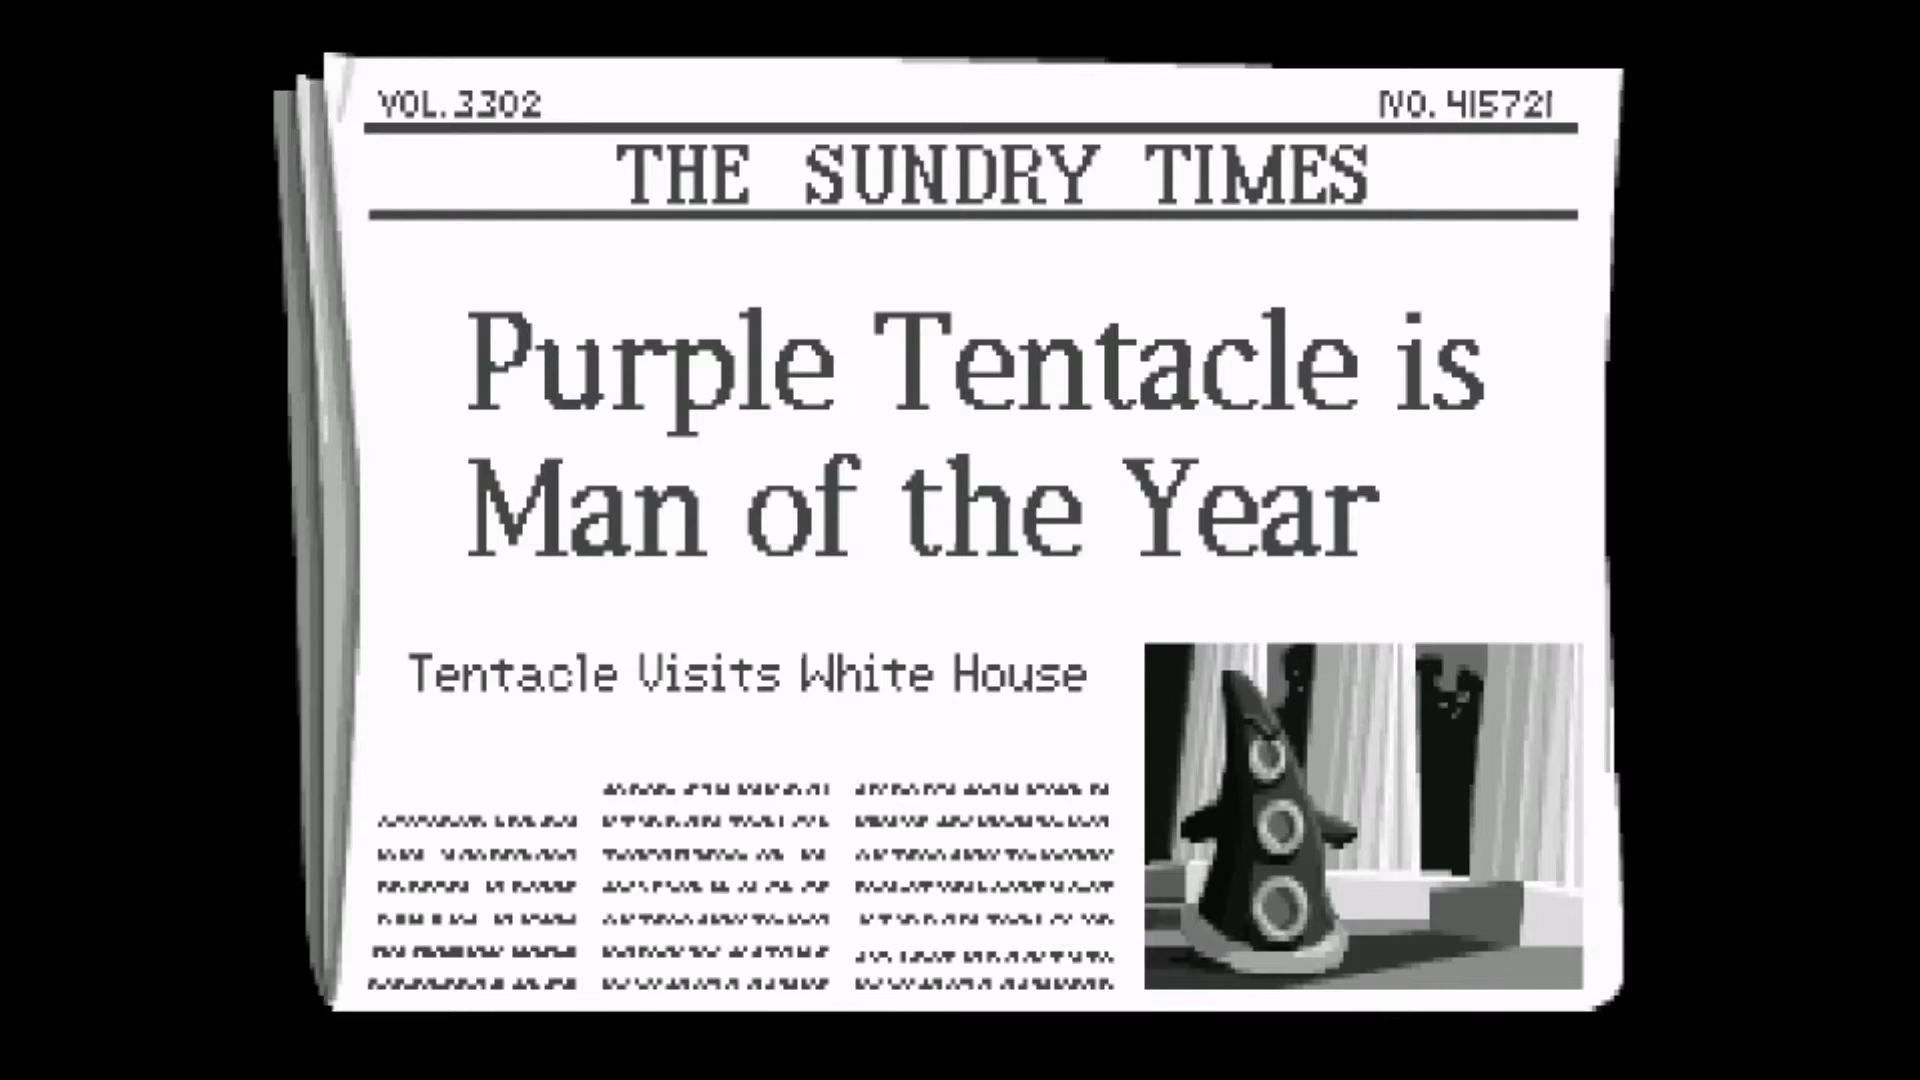 VOL. 3302
NO. 415721
THE SUNDRY TIMES
Purple Tentacle is
Man of the Year
Tentacle Visits White House